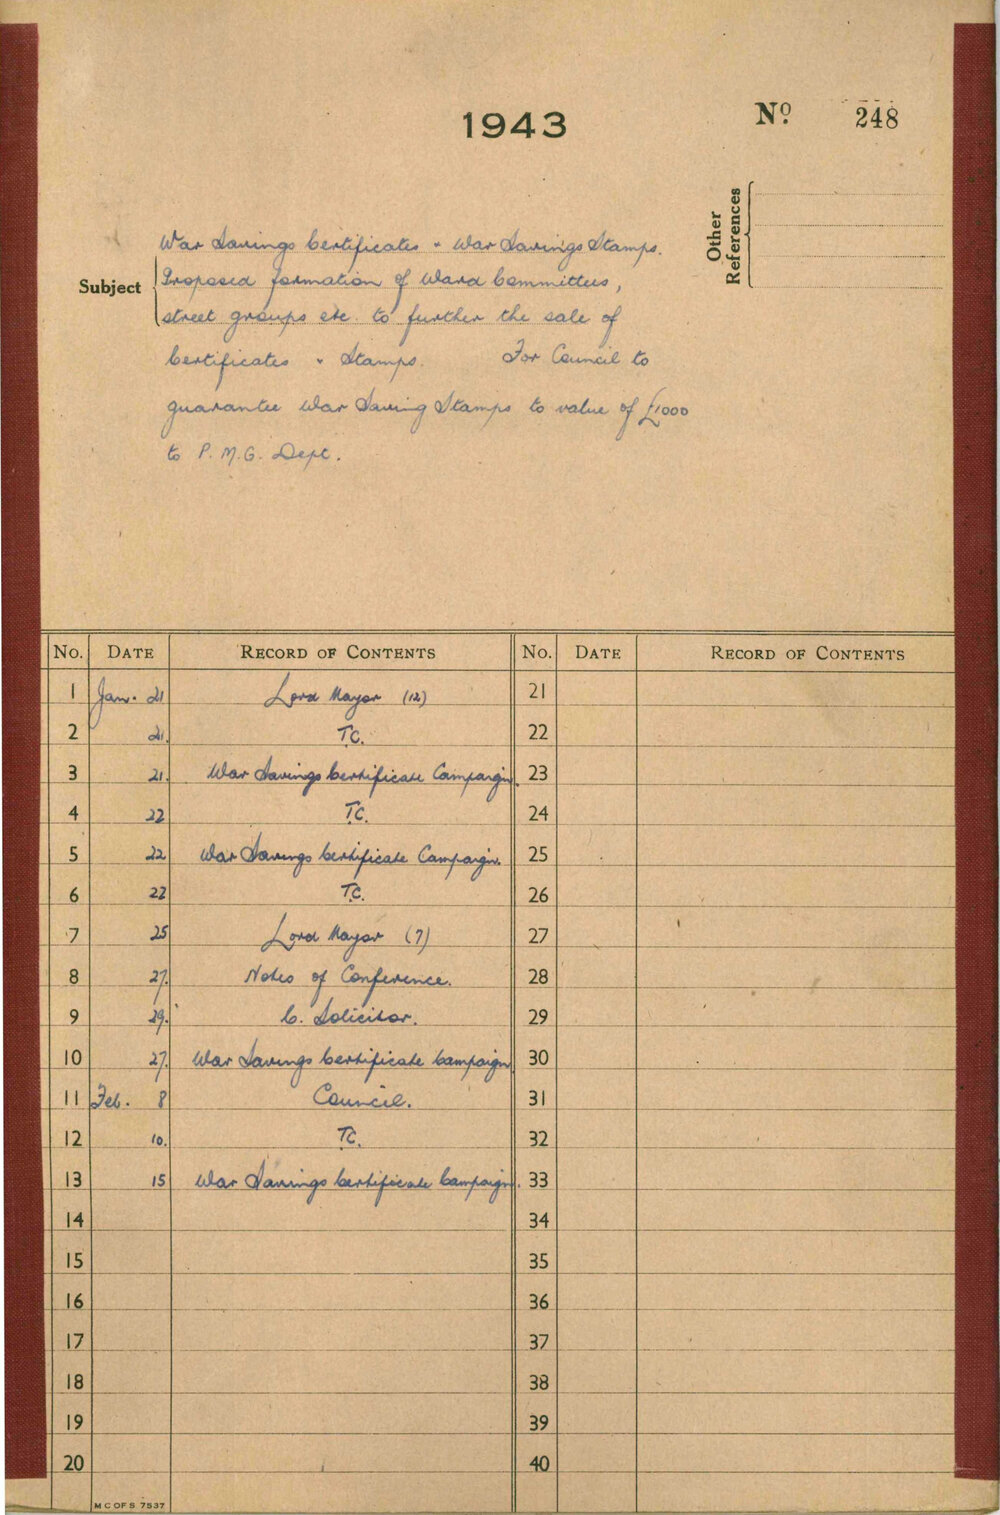 1943
Nº 248
Other References
Subject
War Savings Certificates & War Savings Stamps.
Proposed formation of Ward Committees,
street groups etc. to further the sale of
Certificates & Stamps. For Council to
guarantee War Saving Stamps to value of £1000
to P.M.G. Dept.
No. DATE RECORD OF CONTENTS No. DATE RECORD OF CONTENTS
1 Jan. 21 Lord Mayor (12) 21
2 21. T.C. 22
3 21. War Savings Certificate Campaign. 23
4 22 T.C. 24
5 22 War Savings Certificate Campaign. 25
6 22 T.C. 26
7 25 Lord Mayor (7) 27
8 27. Notes of Conference. 28
9 29. C. Solicitor. 29
10 27. War Savings Certificate Campaign 30
11 Feb. 8 Council. 31
12 10. T.C. 32
13 15 War Savings Certificate Campaign. 33
14 34
15 35
16 36
17 37
18 38
19 39
20 40
M C OF S 7537